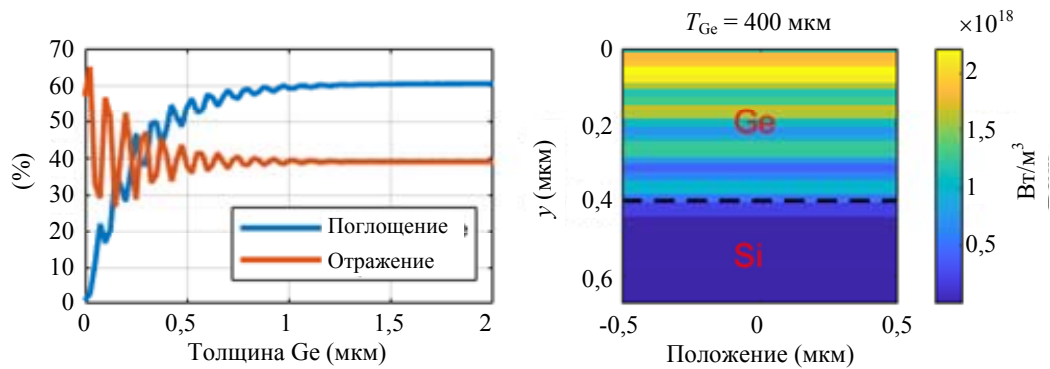 70
60
50
40
30
20
10
0
(%)
0
0,5
1
1,5
2
Толщина Ge (мкм)
Поглощение
Отражение
T_Ge = 400 мкм
0
0,2
0,4
0,6
y (мкм)
Ge
Si
-0,5
0
0,5
Положение (мкм)
×10^18
2
1,5
1
0,5
Вт/м³